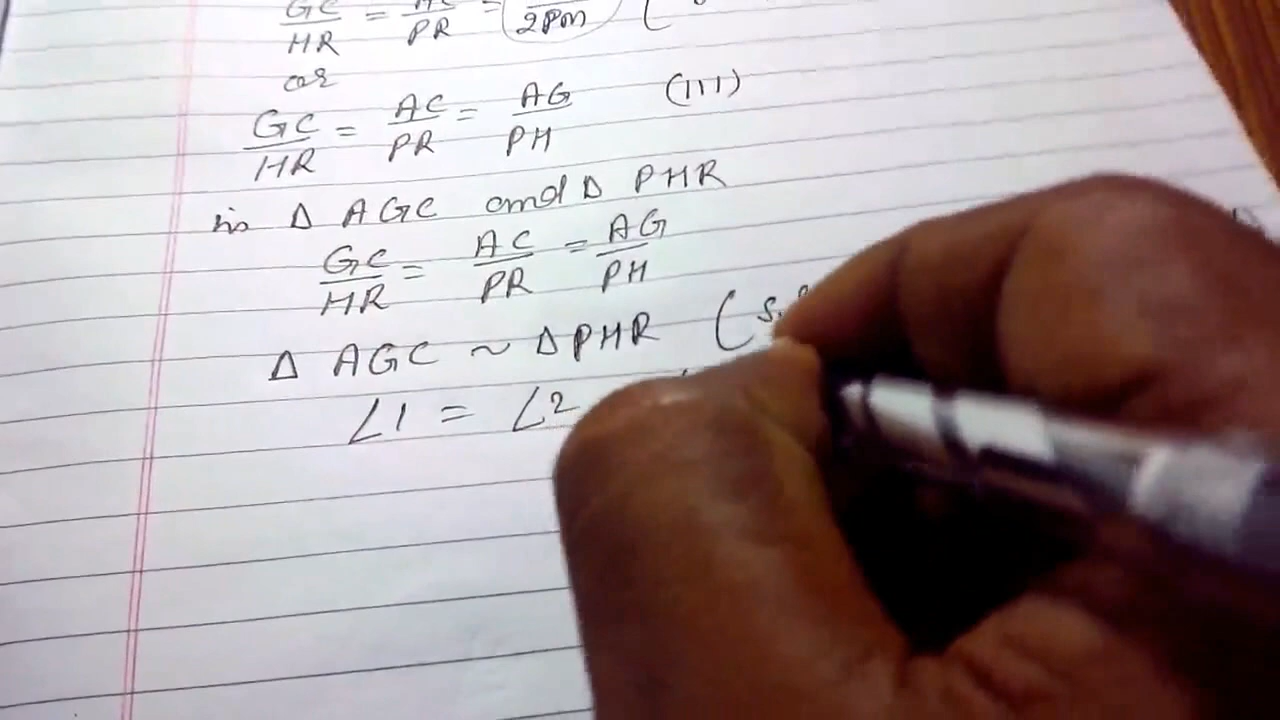 GC/HR = AC/PR = /2PM (
or
GC/HR = AC/PR = AG/PH (III)
in Δ AGC and Δ PHR
GC/HR = AC/PR = AG/PH
Δ AGC ~ Δ PHR (S.
∠1 = ∠2